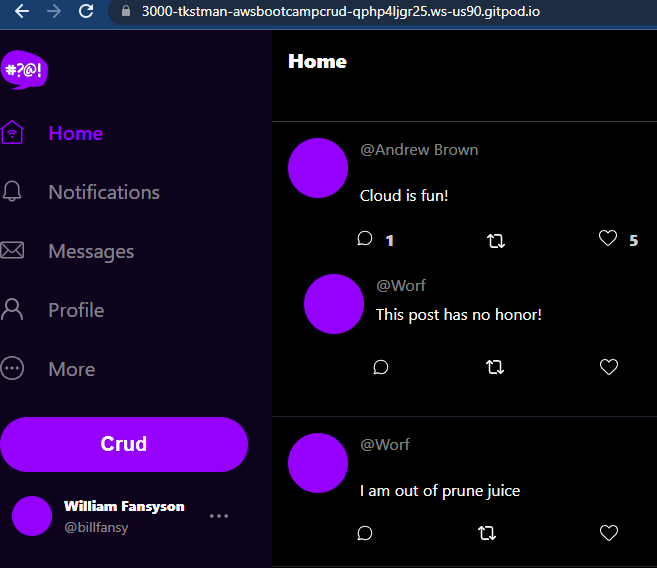 3000-tkstman-awsbootcampcrud-qphp4ljgr25.ws-us90.gitpod.io
#?@!
Home
Notifications
Messages
Profile
More
Crud
William Fansyson
@billfansy
Home
@Andrew Brown
Cloud is fun!
1 5
@Worf
This post has no honor!
@Worf
I am out of prune juice